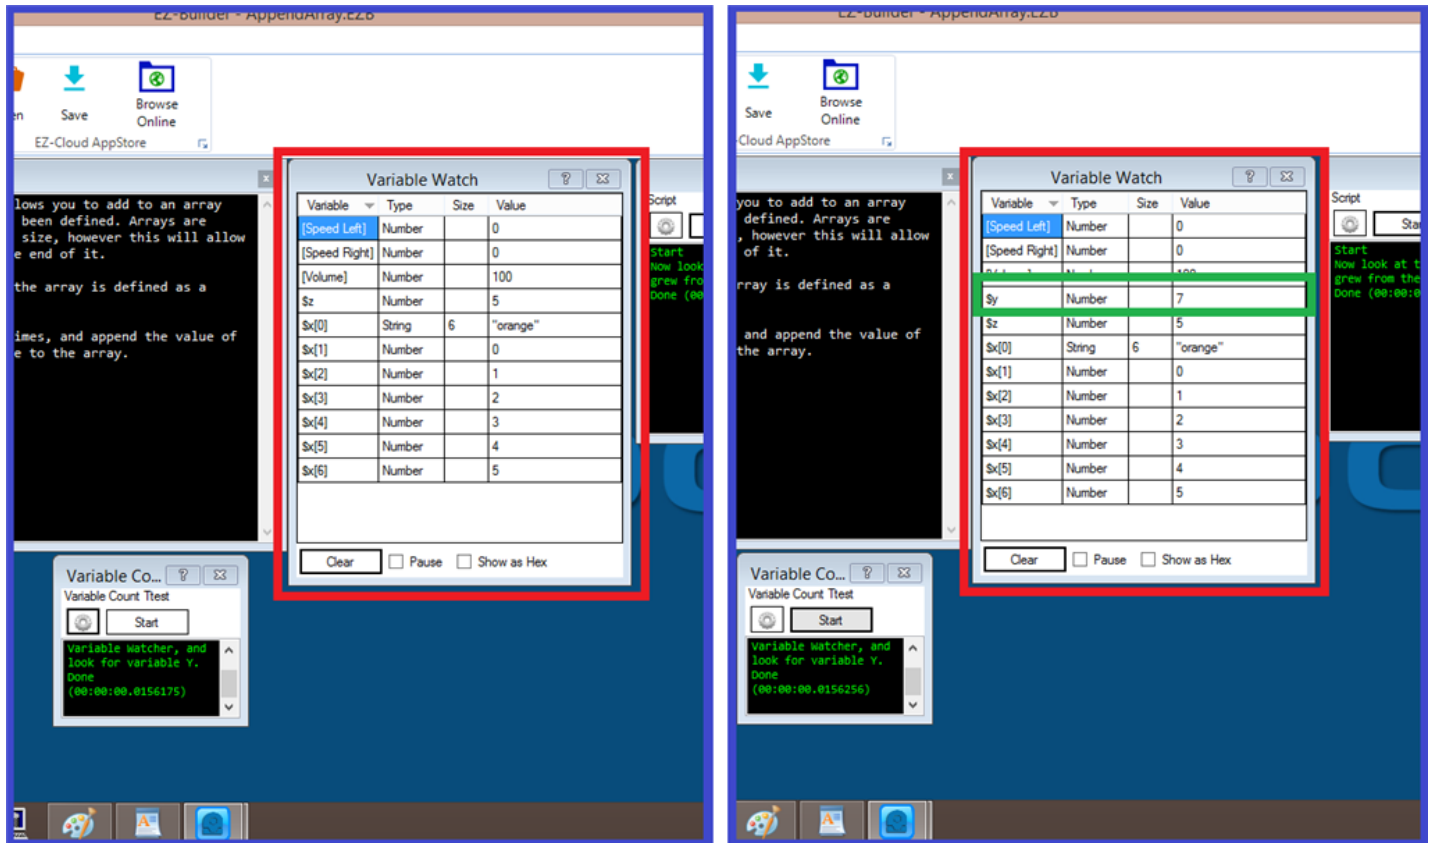 EZ-Builder - AppendArray.EZB
en
Save
Browse
Online
EZ-Cloud AppStore
lows you to add to an array
been defined. Arrays are
size, however this will allow
e end of it.
the array is defined as a
imes, and append the value of
e to the array.
Variable Watch
Variable Type Size Value
[Speed Left] Number 0
[Speed Right] Number 0
[Volume] Number 100
$z Number 5
$x[0] String 6 "orange"
$x[1] Number 0
$x[2] Number 1
$x[3] Number 2
$x[4] Number 3
$x[5] Number 4
$x[6] Number 5
Clear Pause Show as Hex
Script
Start
Now look
grew fro
Done (00
Variable Co...
Variable Count Ttest
Start
Variable Watcher, and
look for variable Y.
Done
(00:00:00.0156175)
EZ-Builder - AppendArray.EZB
Save
Browse
Online
-Cloud AppStore
you to add to an array
defined. Arrays are
, however this will allow
of it.
rray is defined as a
and append the value of
the array.
Variable Watch
Variable Type Size Value
[Speed Left] Number 0
[Speed Right] Number 0
[Volume] Number 100
$y Number 7
$z Number 5
$x[0] String 6 "orange"
$x[1] Number 0
$x[2] Number 1
$x[3] Number 2
$x[4] Number 3
$x[5] Number 4
$x[6] Number 5
Clear Pause Show as Hex
Script
Sta
Start
Now look at t
grew from the
Done (00:00:0
Variable Co...
Variable Count Ttest
Start
Variable Watcher, and
look for variable Y.
Done
(00:00:00.0156256)